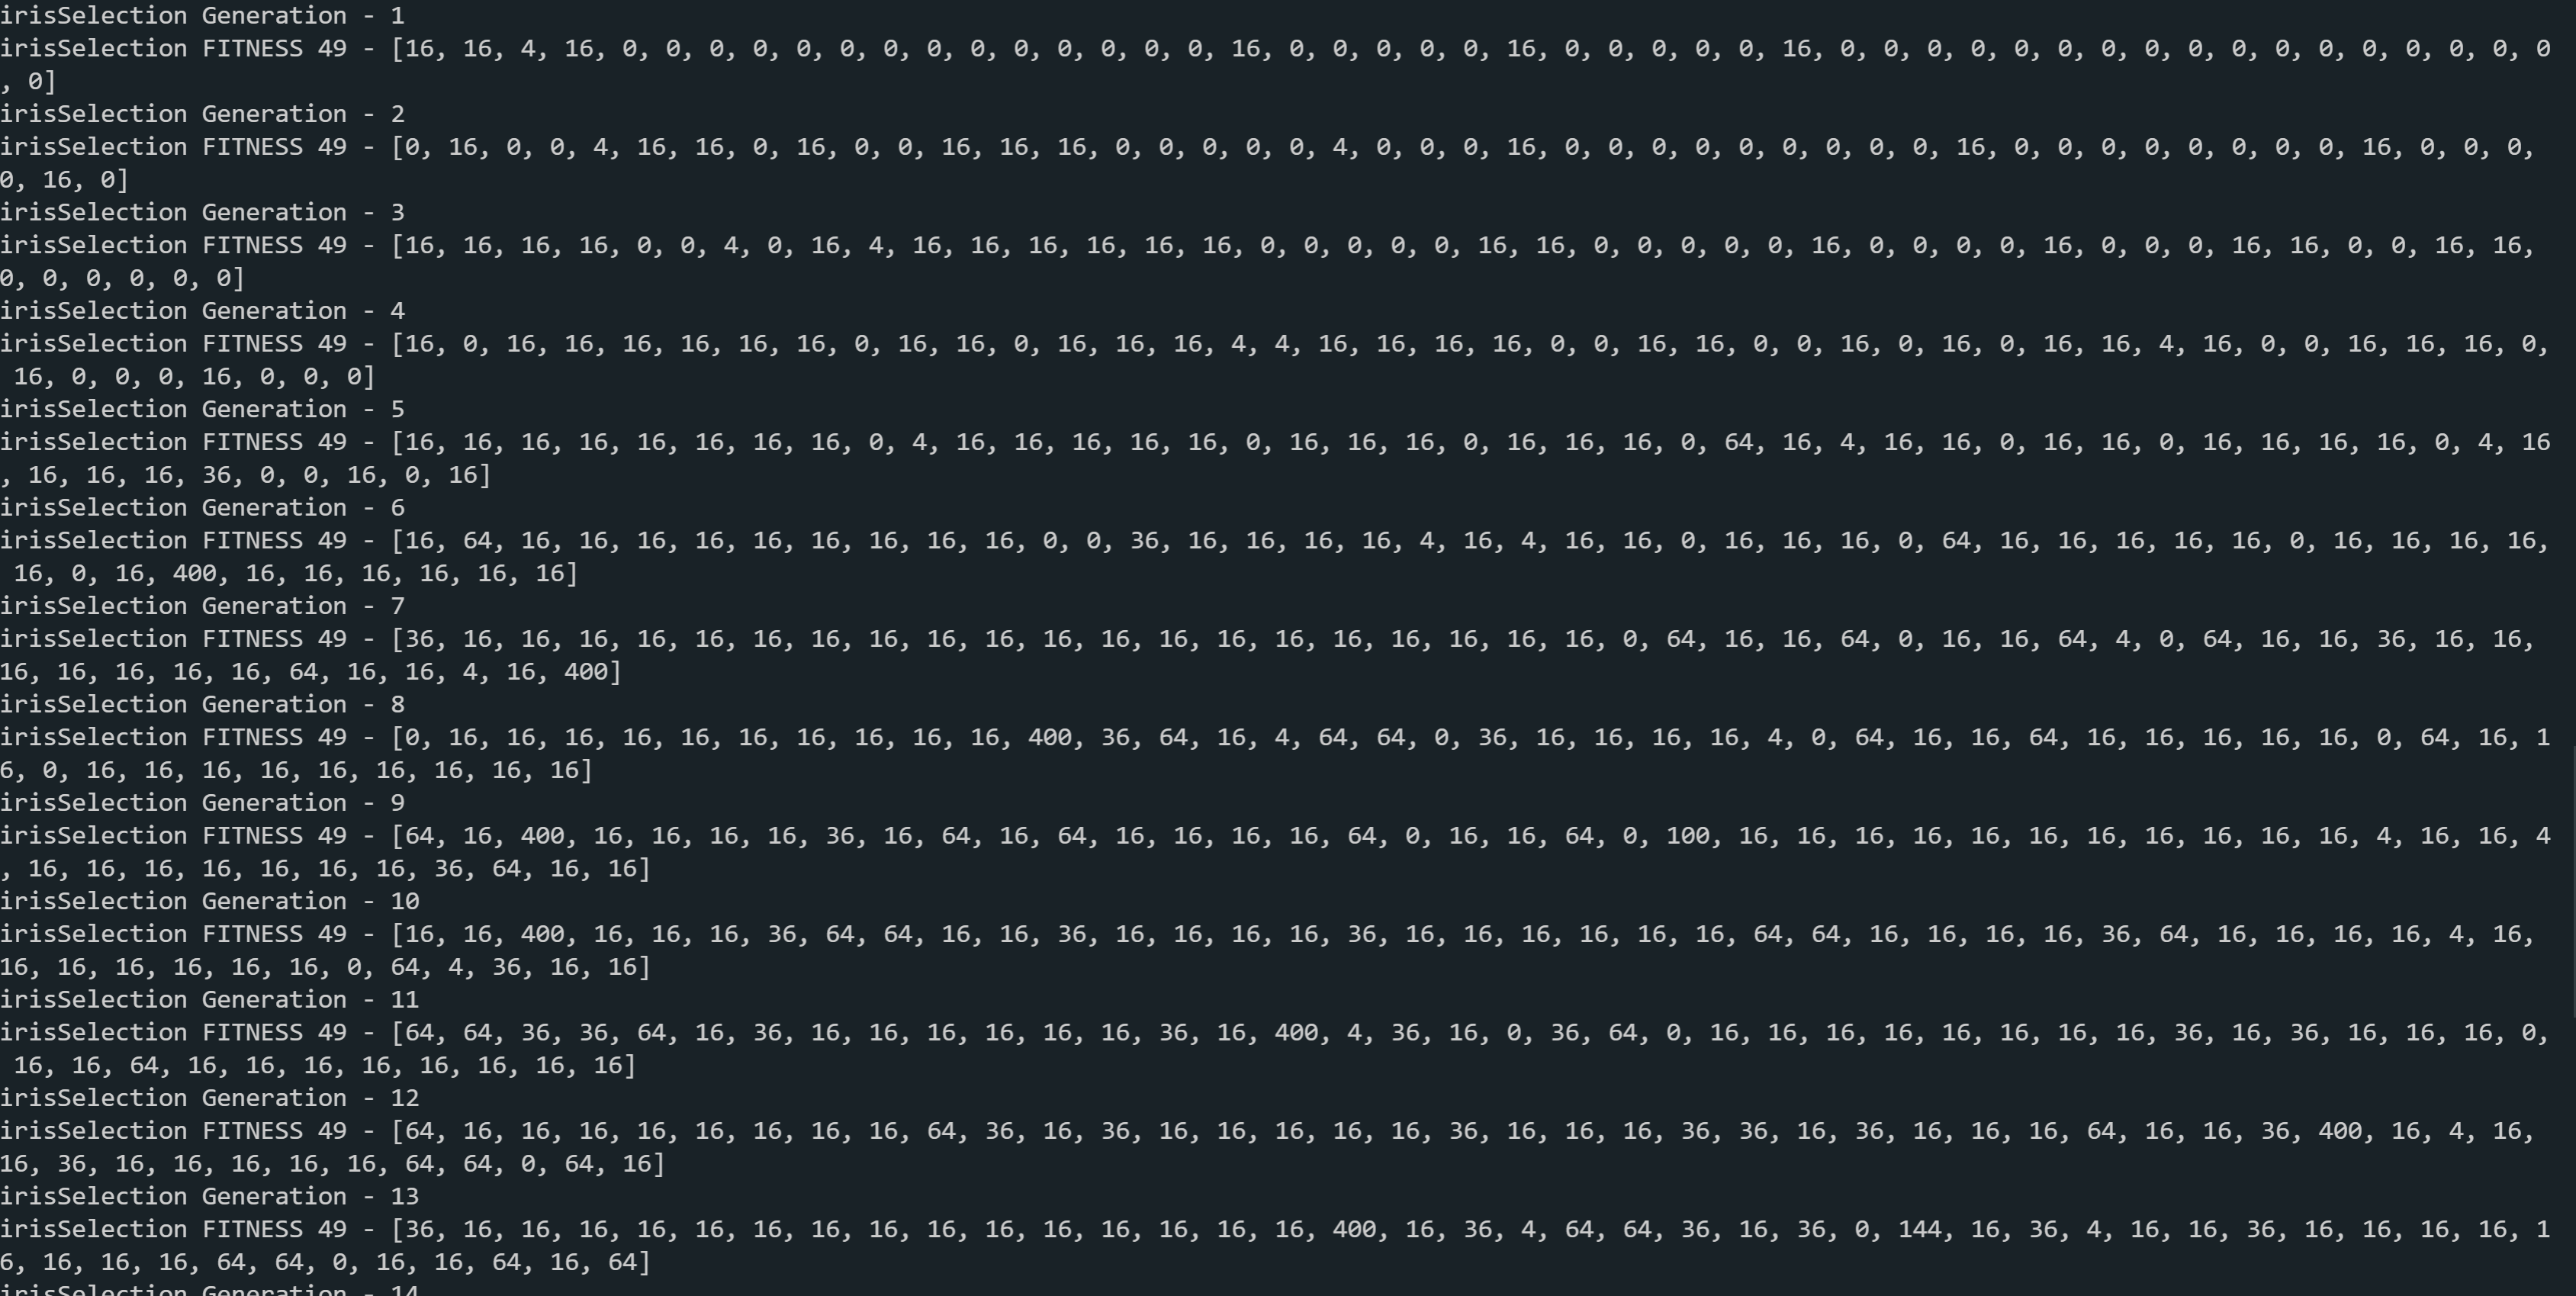 irisSelection Generation - 1
irisSelection FITNESS 49 - [16, 16, 4, 16, 0, 0, 0, 0, 0, 0, 0, 0, 0, 0, 0, 0, 0, 0, 16, 0, 0, 0, 0, 0, 16, 0, 0, 0, 0, 0, 16, 0, 0, 0, 0, 0, 0, 0, 0, 0, 0, 0, 0, 0, 0, 0, 0
, 0]
irisSelection Generation - 2
irisSelection FITNESS 49 - [0, 16, 0, 0, 4, 16, 16, 0, 16, 0, 0, 16, 16, 16, 0, 0, 0, 0, 0, 4, 0, 0, 0, 16, 0, 0, 0, 0, 0, 0, 0, 0, 0, 16, 0, 0, 0, 0, 0, 0, 0, 0, 16, 0, 0, 0,
0, 16, 0]
irisSelection Generation - 3
irisSelection FITNESS 49 - [16, 16, 16, 16, 0, 0, 4, 0, 16, 4, 16, 16, 16, 16, 16, 16, 0, 0, 0, 0, 0, 16, 16, 0, 0, 0, 0, 0, 16, 0, 0, 0, 0, 16, 0, 0, 0, 16, 16, 0, 0, 16, 16,
0, 0, 0, 0, 0, 0]
irisSelection Generation - 4
irisSelection FITNESS 49 - [16, 0, 16, 16, 16, 16, 16, 16, 0, 16, 16, 0, 16, 16, 16, 4, 4, 16, 16, 16, 16, 0, 0, 16, 16, 0, 0, 16, 0, 16, 0, 16, 16, 4, 16, 0, 0, 16, 16, 16, 0,
 16, 0, 0, 0, 16, 0, 0, 0]
irisSelection Generation - 5
irisSelection FITNESS 49 - [16, 16, 16, 16, 16, 16, 16, 16, 0, 4, 16, 16, 16, 16, 16, 0, 16, 16, 16, 0, 16, 16, 16, 0, 64, 16, 4, 16, 16, 0, 16, 16, 0, 16, 16, 16, 16, 0, 4, 16
, 16, 16, 16, 36, 0, 0, 16, 0, 16]
irisSelection Generation - 6
irisSelection FITNESS 49 - [16, 64, 16, 16, 16, 16, 16, 16, 16, 16, 16, 0, 0, 36, 16, 16, 16, 16, 4, 16, 4, 16, 16, 0, 16, 16, 16, 0, 64, 16, 16, 16, 16, 16, 0, 16, 16, 16, 16,
 16, 0, 16, 400, 16, 16, 16, 16, 16, 16]
irisSelection Generation - 7
irisSelection FITNESS 49 - [36, 16, 16, 16, 16, 16, 16, 16, 16, 16, 16, 16, 16, 16, 16, 16, 16, 16, 16, 16, 16, 0, 64, 16, 16, 64, 0, 16, 16, 64, 4, 0, 64, 16, 16, 36, 16, 16,
16, 16, 16, 16, 16, 64, 16, 16, 4, 16, 400]
irisSelection Generation - 8
irisSelection FITNESS 49 - [0, 16, 16, 16, 16, 16, 16, 16, 16, 16, 16, 400, 36, 64, 16, 4, 64, 64, 0, 36, 16, 16, 16, 16, 4, 0, 64, 16, 16, 64, 16, 16, 16, 16, 16, 0, 64, 16, 1
6, 0, 16, 16, 16, 16, 16, 16, 16, 16, 16]
irisSelection Generation - 9
irisSelection FITNESS 49 - [64, 16, 400, 16, 16, 16, 16, 36, 16, 64, 16, 64, 16, 16, 16, 16, 64, 0, 16, 16, 64, 0, 100, 16, 16, 16, 16, 16, 16, 16, 16, 16, 16, 16, 4, 16, 16, 4
, 16, 16, 16, 16, 16, 16, 16, 36, 64, 16, 16]
irisSelection Generation - 10
irisSelection FITNESS 49 - [16, 16, 400, 16, 16, 16, 36, 64, 64, 16, 16, 36, 16, 16, 16, 16, 36, 16, 16, 16, 16, 16, 16, 64, 64, 16, 16, 16, 16, 36, 64, 16, 16, 16, 16, 4, 16,
16, 16, 16, 16, 16, 16, 0, 64, 4, 36, 16, 16]
irisSelection Generation - 11
irisSelection FITNESS 49 - [64, 64, 36, 36, 64, 16, 36, 16, 16, 16, 16, 16, 16, 36, 16, 400, 4, 36, 16, 0, 36, 64, 0, 16, 16, 16, 16, 16, 16, 16, 16, 36, 16, 36, 16, 16, 16, 0,
 16, 16, 64, 16, 16, 16, 16, 16, 16, 16, 16]
irisSelection Generation - 12
irisSelection FITNESS 49 - [64, 16, 16, 16, 16, 16, 16, 16, 16, 64, 36, 16, 36, 16, 16, 16, 16, 16, 36, 16, 16, 16, 36, 36, 16, 36, 16, 16, 16, 64, 16, 16, 36, 400, 16, 4, 16,
16, 36, 16, 16, 16, 16, 16, 64, 64, 0, 64, 16]
irisSelection Generation - 13
irisSelection FITNESS 49 - [36, 16, 16, 16, 16, 16, 16, 16, 16, 16, 16, 16, 16, 16, 16, 16, 400, 16, 36, 4, 64, 64, 36, 16, 36, 0, 144, 16, 36, 4, 16, 16, 36, 16, 16, 16, 16, 1
6, 16, 16, 16, 64, 64, 0, 16, 16, 64, 16, 64]
irisSelection Generation - 14